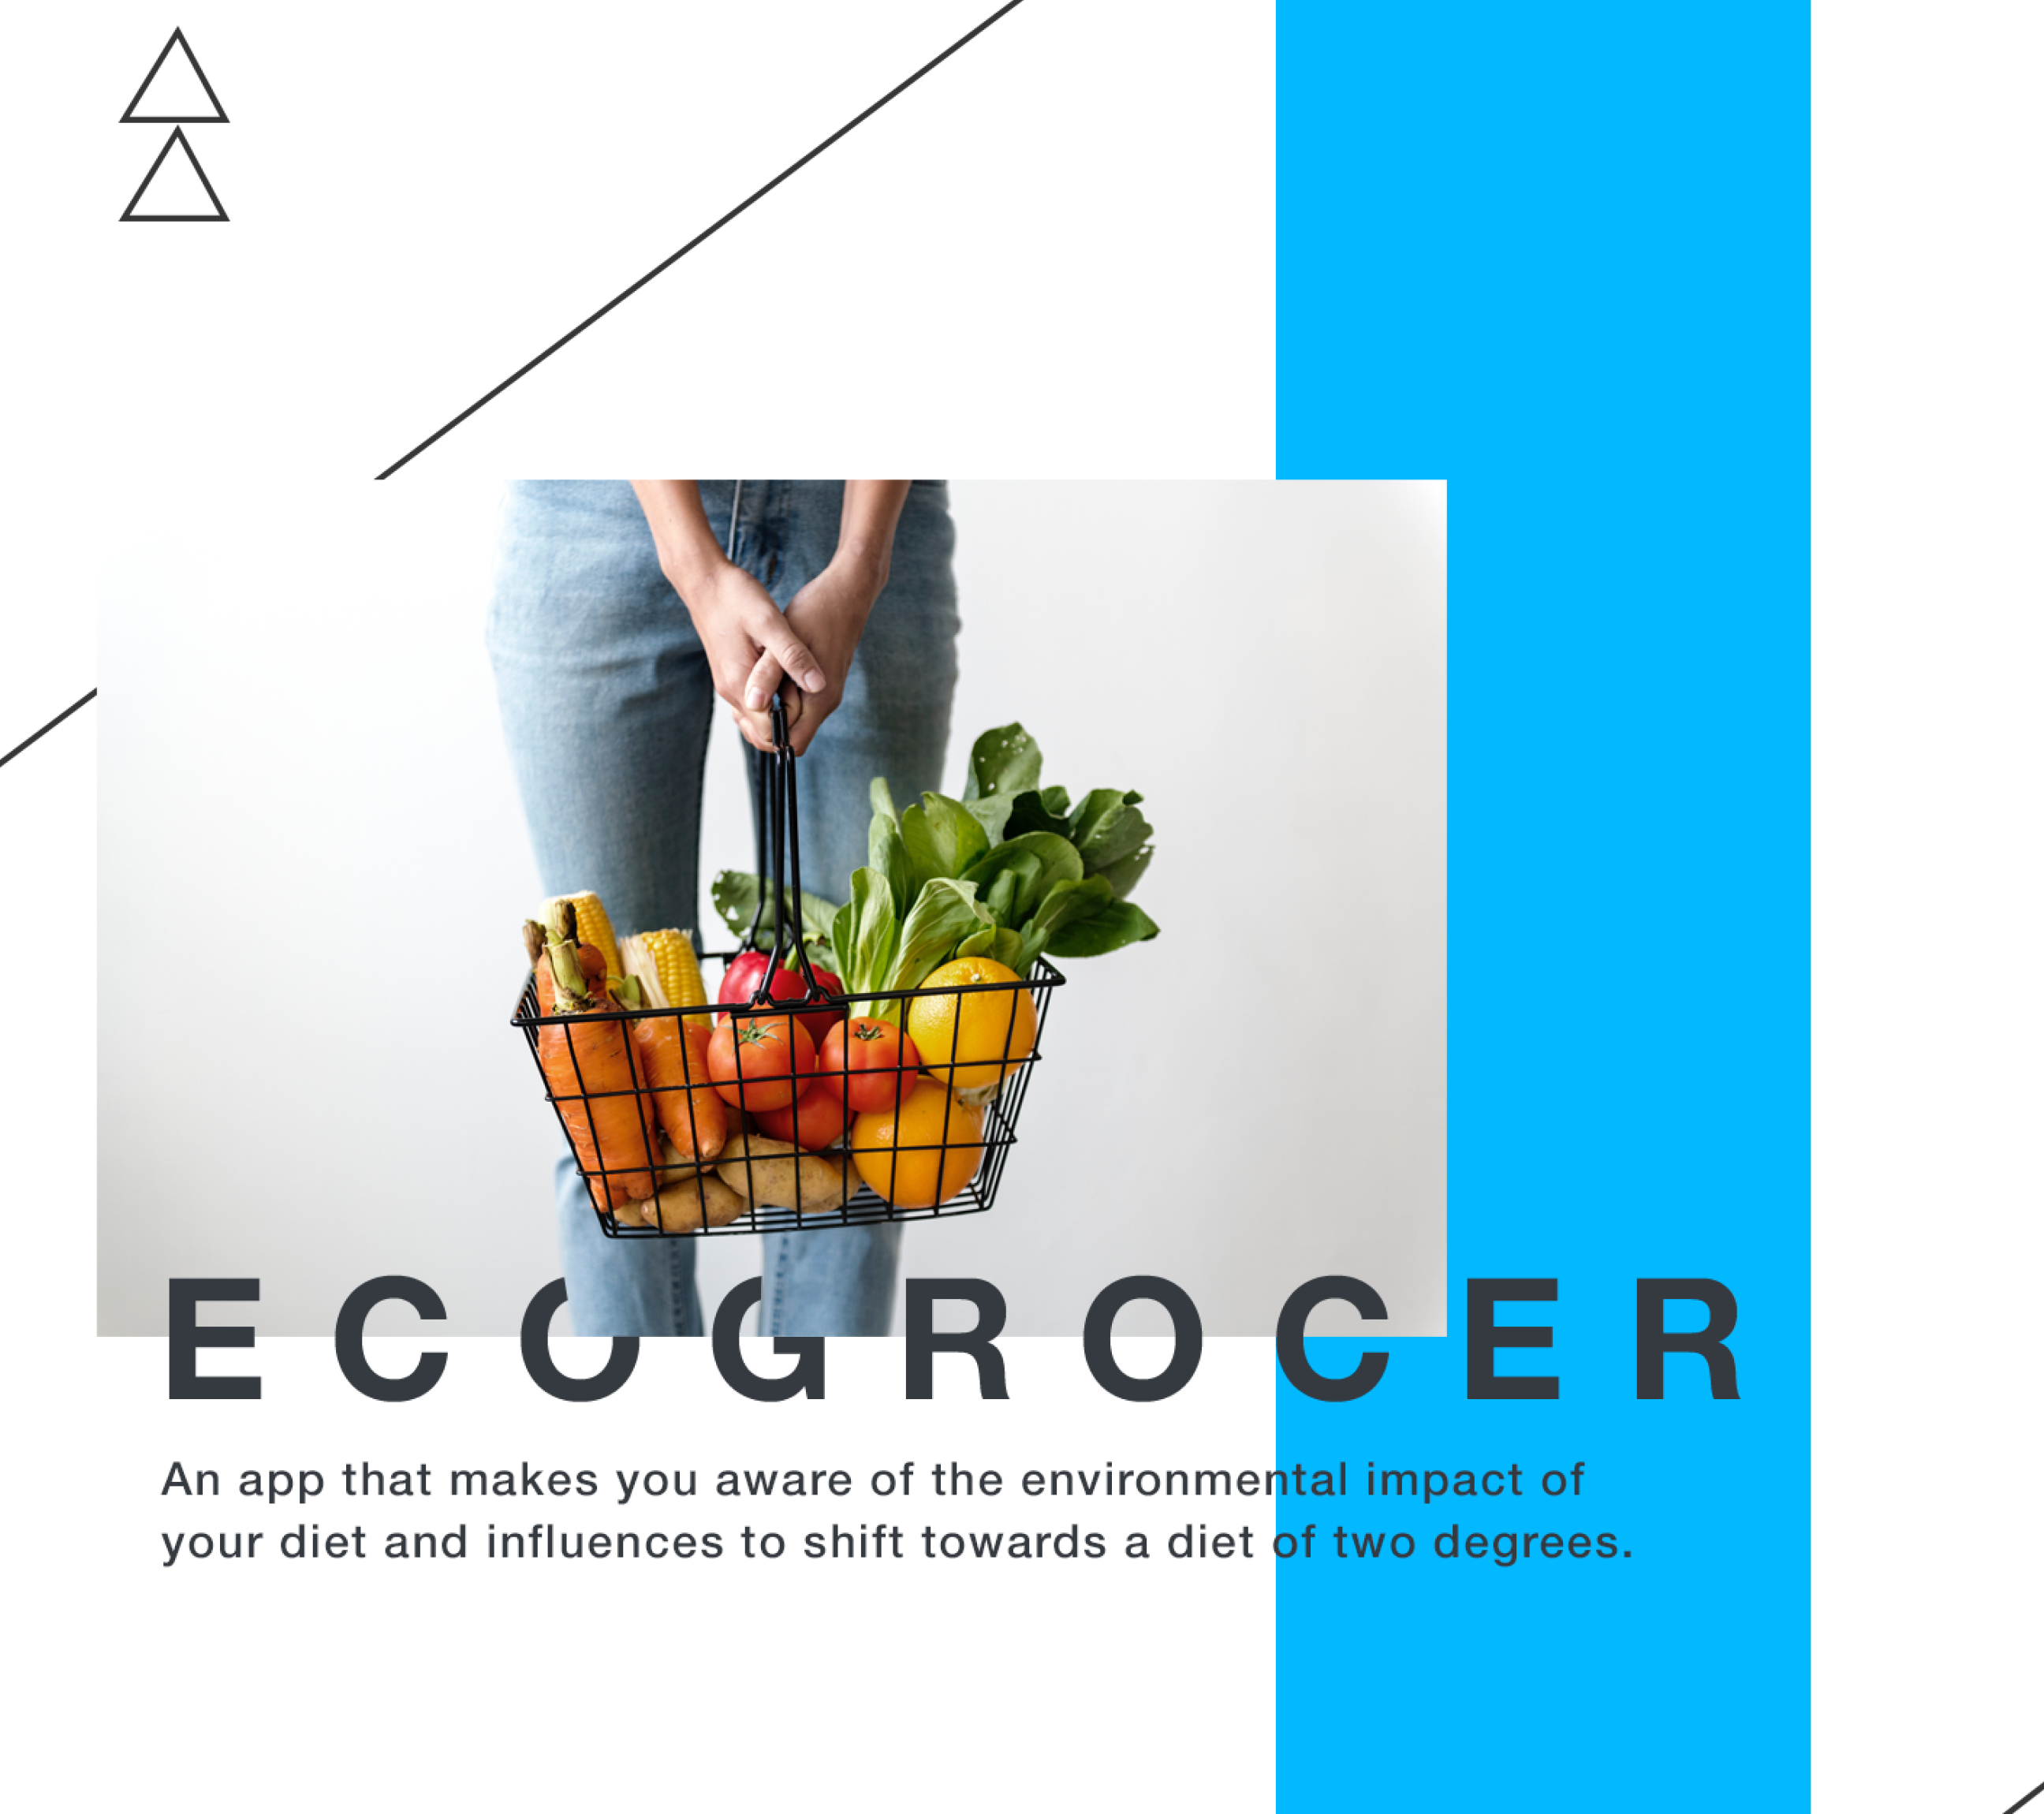 ECOGROCER
An app that makes you aware of the environmental impact of
your diet and influences to shift towards a diet of two degrees.